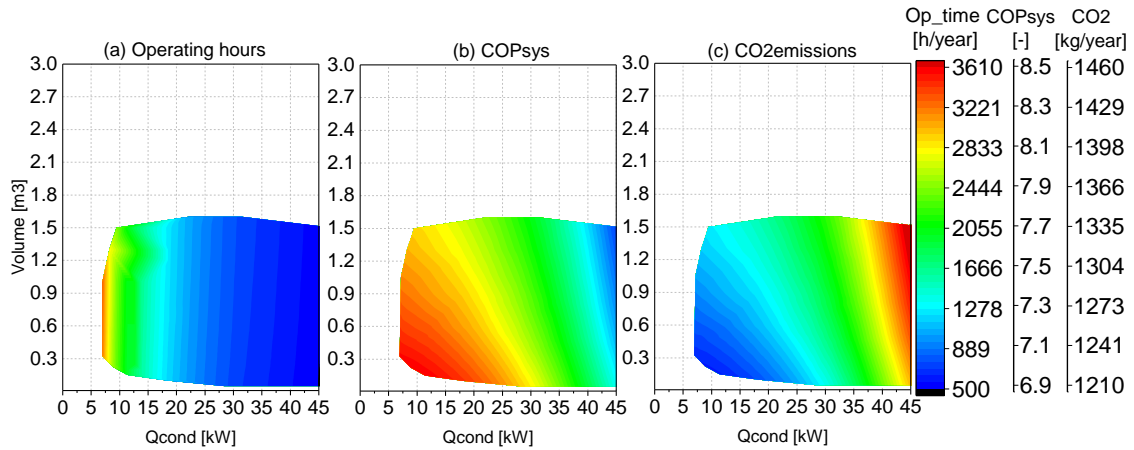 Op_time COPsys CO2
[h/year] [-] [kg/year]
(a) Operating hours (b) COPsys (c) CO2emissions
3.0 3.0 3.0 3610 8.5 1460
2.7 2.7 2.7 3221 8.3 1429
2.4 2.4 2.4 2833 8.1 1398
2.1 2.1 2.1 2444 7.9 1366
1.8 1.8 1.8 2055 7.7 1335
1.5 1.5 1.5 1666 7.5 1304
1.2 1.2 1.2 1278 7.3 1273
0.9 0.9 0.9 889 7.1 1241
0.6 0.6 0.6 500 6.9 1210
0.3 0.3 0.3
Volume [m3]
0 5 10 15 20 25 30 35 40 45 0 5 10 15 20 25 30 35 40 45 0 5 10 15 20 25 30 35 40 45
Qcond [kW] Qcond [kW] Qcond [kW]